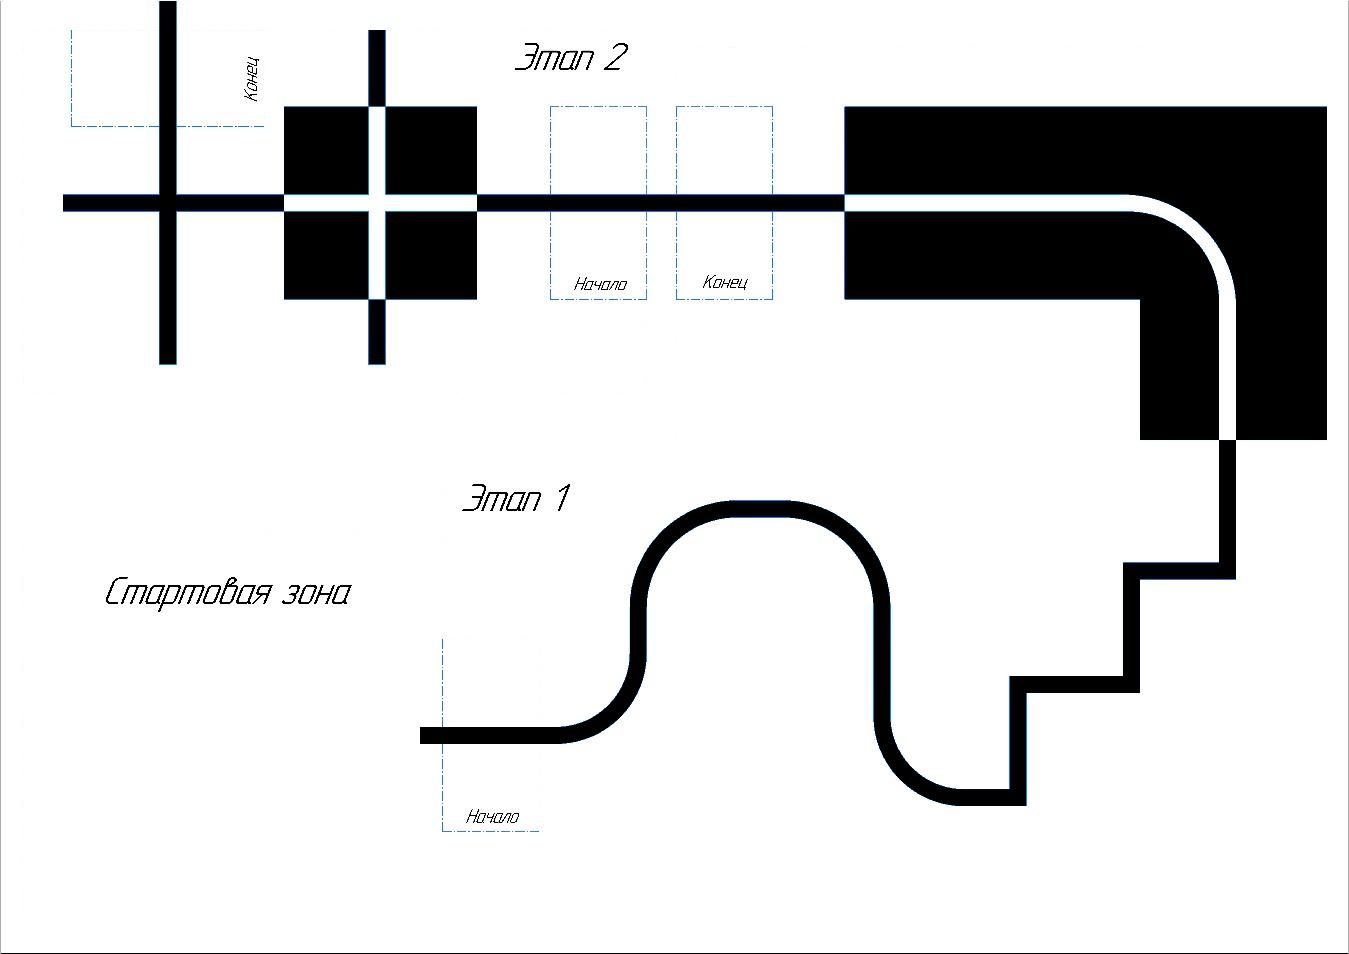 Этап 2
Конец
Начало
Конец
Этап 1
Стартовая зона
Начало